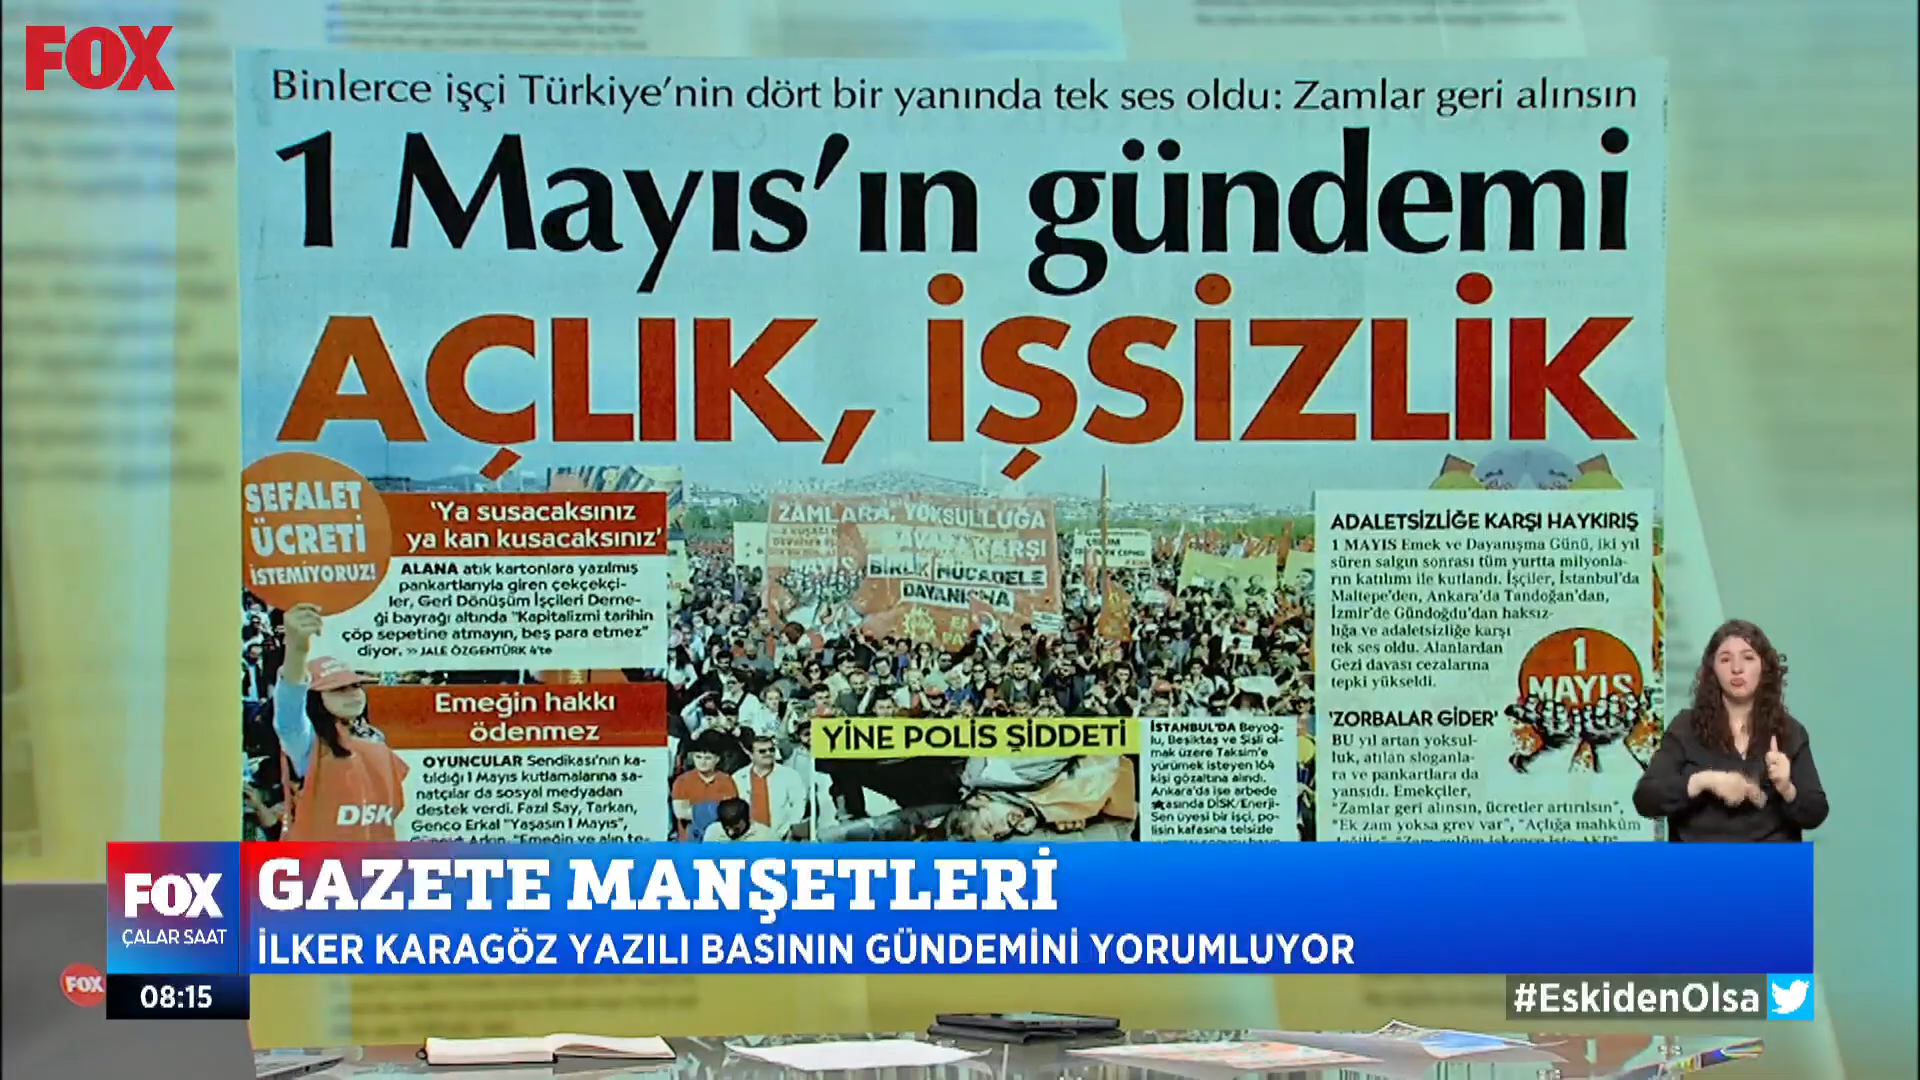 FOX
Binlerce işçi Türkiye'nin dört bir yanında tek ses oldu: Zamlar geri alınsın
1 Mayıs'ın gündemi
AÇLIK, İŞSİZLİK
SEFALET
ÜCRETİ
İSTEMİYORUZ!
'Ya susacaksınız
ya kan kusacaksınız'
ALANA atık kartonlara yazılmış
pankartlarıyla giren çekçekçi-
ler, Geri Dönüşüm İşçileri Derne-
ği bayrağı altında "Kapitalizmi tarihin
çöp sepetine atmayın, beş para etmez"
diyor. » JALE ÖZGENTÜRK 4'te
Emeğin hakkı
ödenmez
OYUNCULAR Sendikası'nın ka-
tıldığı 1 Mayıs kutlamalarına sa-
natçılar da sosyal medyadan
destek verdi. Fazıl Say, Tarkan,
Genco Erkal "Yaşasın 1 Mayıs",
DİSK
ZAMLARA, YOKSULLUĞA
KARŞI
BİRLİK MÜCADELE
DAYANIŞMA
YİNE POLİS ŞİDDETİ
İSTANBUL'DA Beyoğ-
lu, Beşiktaş ve Şişli ol-
mak üzere Taksim'e
yürümek isteyen 164
kişi gözaltına alındı.
Ankara'da ise arbede
asında DİSK/Enerji-
Sen üyesi bir işçi, po-
lisin kafasına telsizle
ADALETSİZLİĞE KARŞI HAYKIRIŞ
1 MAYIS Emek ve Dayanışma Günü, iki yıl
süren salgın sonrası tüm yurtta milyonla-
rın katılımı ile kutlandı. İşçiler, İstanbul'da
Maltepe'den, Ankara'da Tandoğan'dan,
İzmir'de Gündoğdu'dan haksız-
lığa ve adaletsizliğe karşı
tek ses oldu. Alanlardan
Gezi davası cezalarına
tepki yükseldi.
1
MAYIS
'ZORBALAR GİDER'
BU yıl artan yoksul-
luk, atılan sloganla-
ra ve pankartlara da
yansıdı. Emekçiler,
"Zamlar geri alınsın, ücretler artırılsın",
"Ek zam yoksa grev var", "Açlığa mahkûm
FOX
ÇALAR SAAT
GAZETE MANŞETLERİ
İLKER KARAGÖZ YAZILI BASININ GÜNDEMİNİ YORUMLUYOR
FOX
08:15
#EskidenOlsa